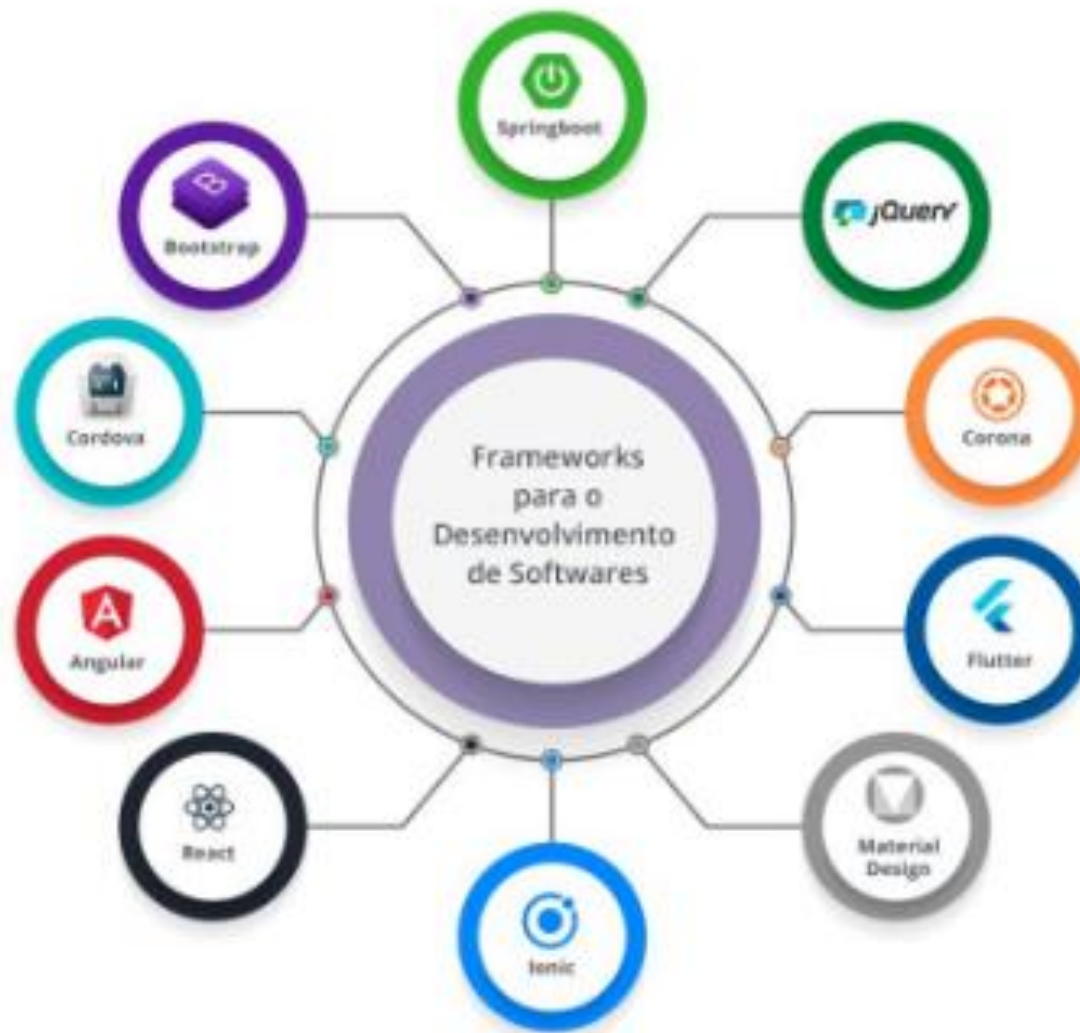 Springboot
Bootstrap
jQuery
Cordova
Corona
Frameworks
para o
Desenvolvimento
de Softwares
Angular
Flutter
React
Material
Design
Ionic